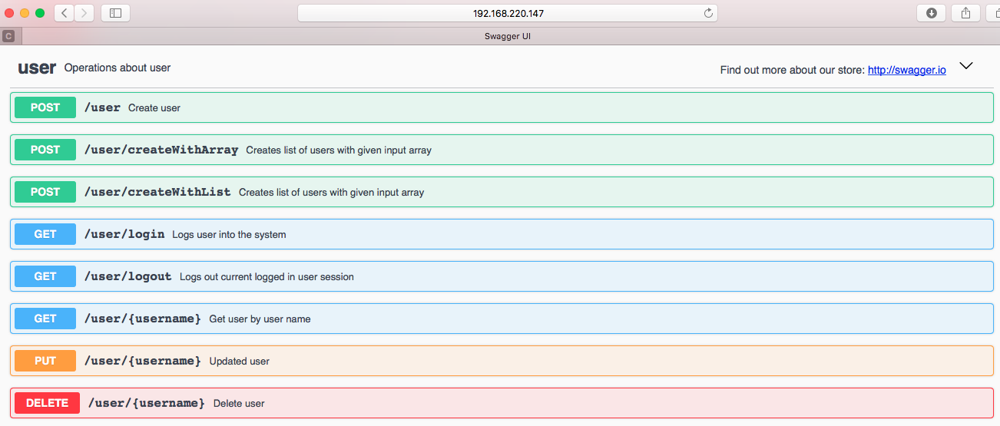 192.168.220.147
C
Swagger UI
user Operations about user Find out more about our store: http://swagger.io
POST /user Create user
POST /user/createWithArray Creates list of users with given input array
POST /user/createWithList Creates list of users with given input array
GET /user/login Logs user into the system
GET /user/logout Logs out current logged in user session
GET /user/{username} Get user by user name
PUT /user/{username} Updated user
DELETE /user/{username} Delete user